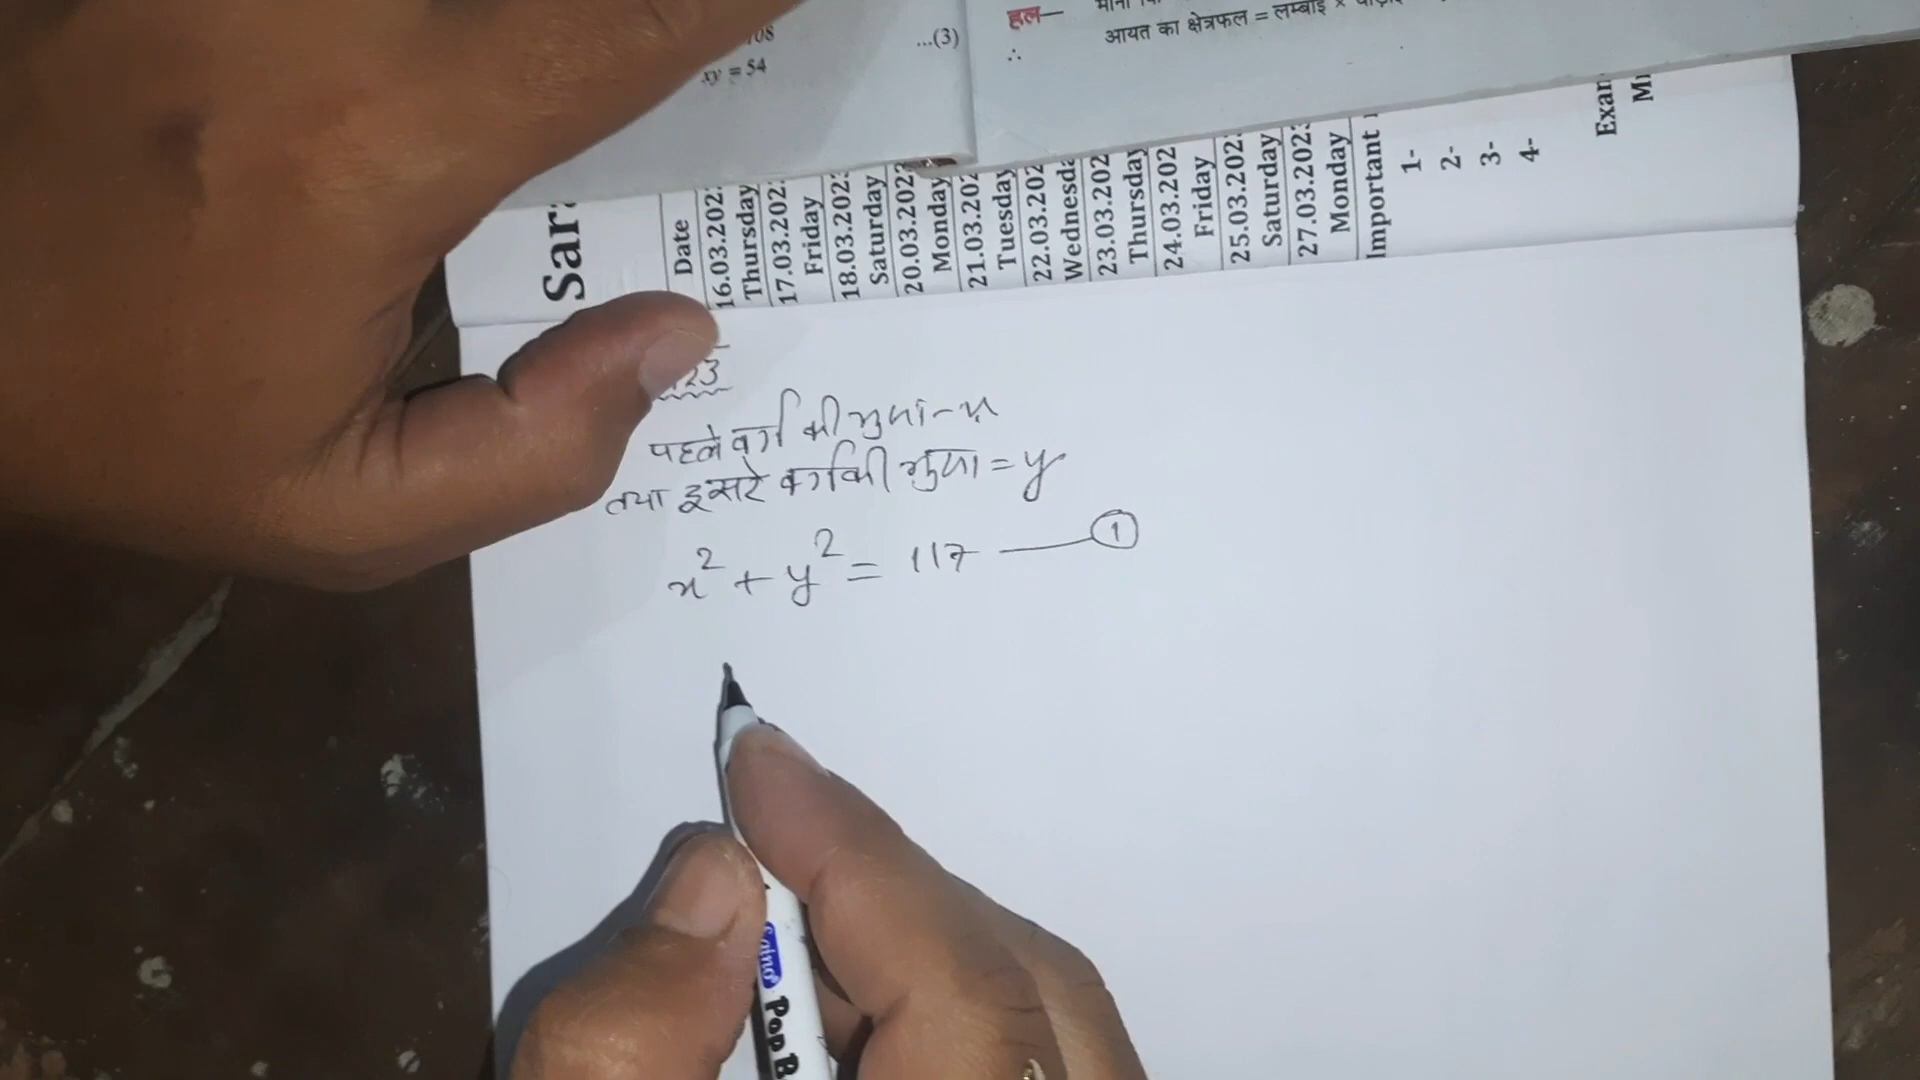 108
...(3)
xy = 54
हल—
आयत का क्षेत्रफल = लम्बाई ×
∴
Date
16.03.202
Thursday
17.03.202
Friday
18.03.202
Saturday
20.03.202
Monday
21.03.202
Tuesday
22.03.202
Wednesda
23.03.202
Thursday
24.03.202
Friday
25.03.202
Saturday
27.03.202
Monday
Important
1-
2-
3-
4-
Exam
23
पहले वर्ग की भुजा - x
तथा दूसरे वर्ग की भुजा = y
x² + y² = 117 — 1